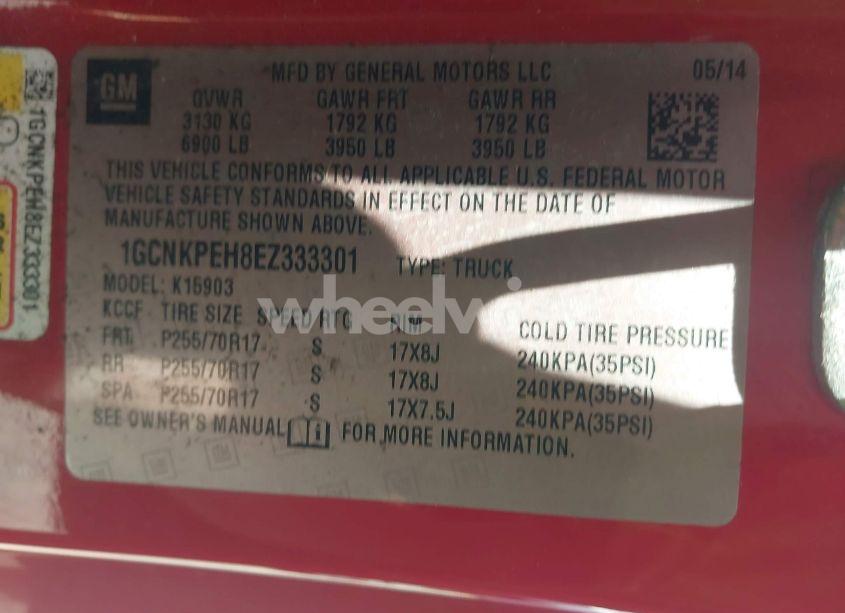 GM
MFD BY GENERAL MOTORS LLC 05/14
GVWR GAWR FRT GAWR RR
3130 KG 1792 KG 1792 KG
6900 LB 3950 LB 3950 LB
THIS VEHICLE CONFORMS TO ALL APPLICABLE U.S. FEDERAL MOTOR
VEHICLE SAFETY STANDARDS IN EFFECT ON THE DATE OF
MANUFACTURE SHOWN ABOVE.
1GCNKPEH8EZ333301 TYPE: TRUCK
MODEL: K15903
KCCF TIRE SIZE SPEED RTG RIM COLD TIRE PRESSURE
FRT P255/70R17 S 17X8J 240KPA(35PSI)
RR P255/70R17 S 17X8J 240KPA(35PSI)
SPA P255/70R17 S 17X7.5J 240KPA(35PSI)
SEE OWNER'S MANUAL FOR MORE INFORMATION.
1GCNKPEH8EZ333301